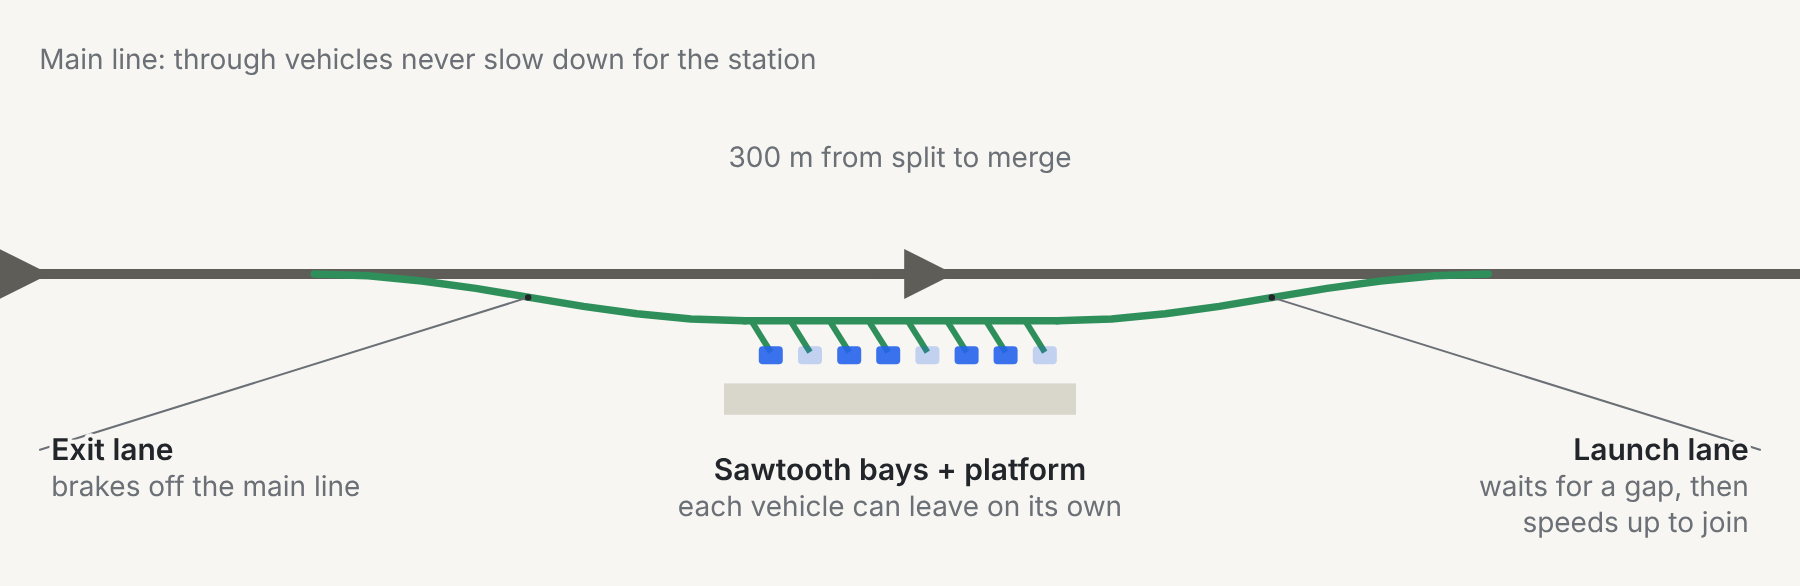 Main line: through vehicles never slow down for the station
300 m from split to merge
Exit lane
brakes off the main line
Sawtooth bays + platform
each vehicle can leave on its own
Launch lane
waits for a gap, then
speeds up to join